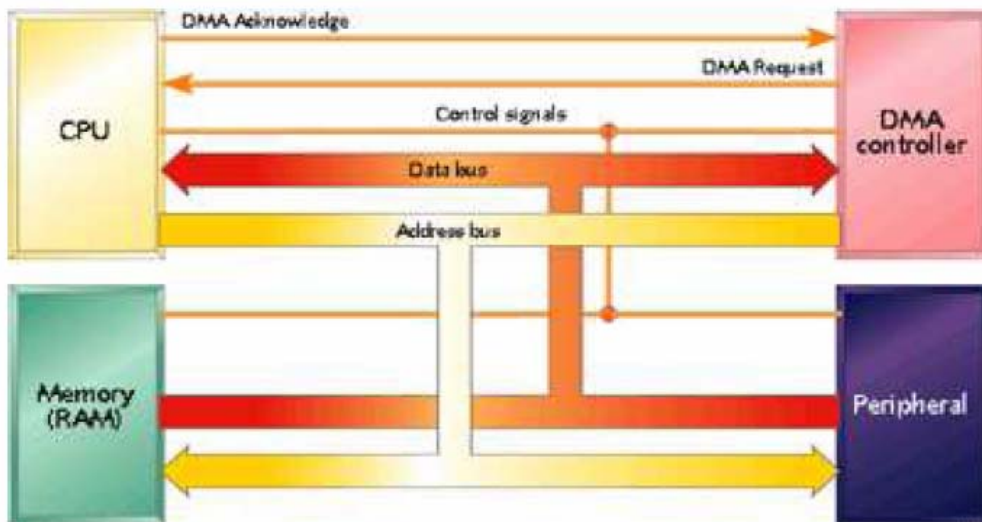 DMA Acknowledge
DMA Request
Control signals
CPU
DMA
controller
Data bus
Address bus
Memory
(RAM)
Peripheral